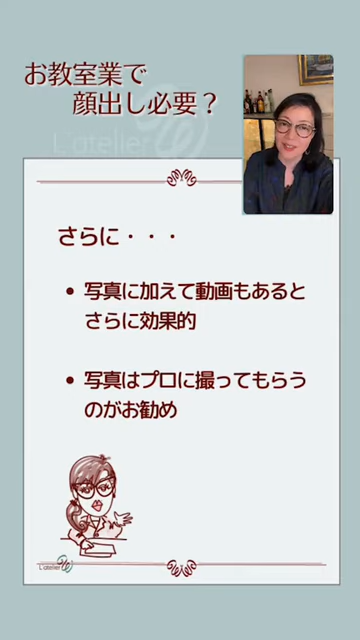 お教室業で
顔出し必要？
L'atelier W
さらに・・・
• 写真に加えて動画もあると
さらに効果的
• 写真はプロに撮ってもらう
のがお勧め
L'atelier W